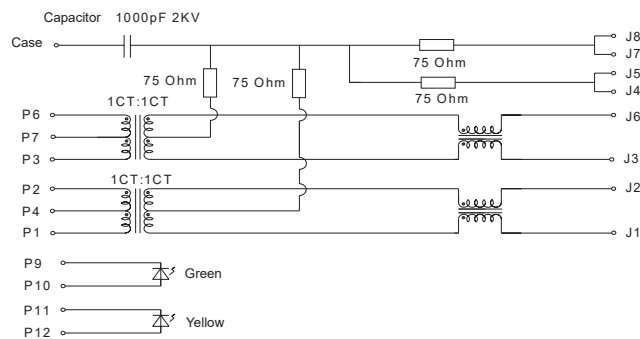 Capacitor 1000pF 2KV
Case
J8
J7
75 Ohm
J5
J4
75 Ohm
75 Ohm
75 Ohm
1CT:1CT
P6
J6
P7
P3
J3
1CT:1CT
P2
J2
P4
P1
J1
P9
Green
P10
P11
Yellow
P12